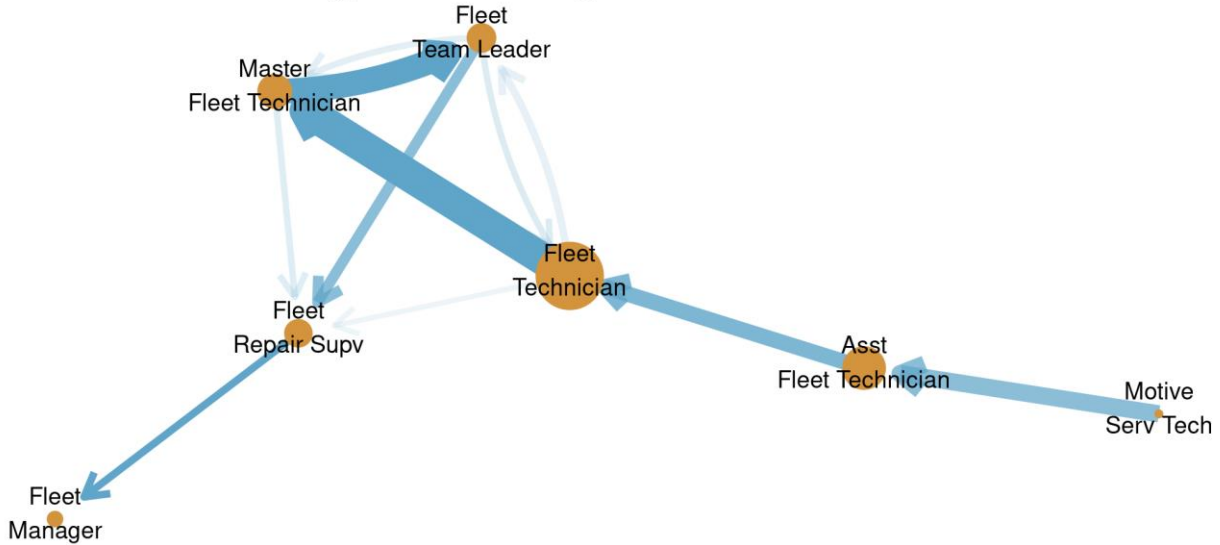 Fleet
Team Leader
Master
Fleet Technician
Fleet
Technician
Fleet
Repair Supv
Asst
Fleet Technician
Motive
Serv Tech
Fleet
Manager